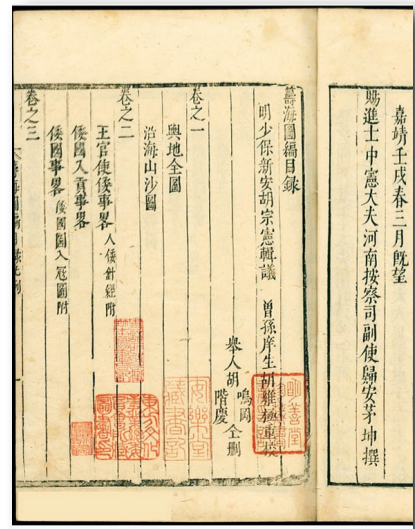 嘉靖壬戌春三月旣望
賜進士中憲大夫河南按察司副使歸安茅坤撰
籌海圖編目錄
明少保新安胡宗憲輯議 曾孫庠生胡維極重校
舉人胡 鳴岡 階慶 仝刪
卷之一
輿地全圖
沿海山沙圖
卷之二
王官使倭事畧 倭針經附
倭國入貢事畧
倭國事畧 倭國圖入寇圖附
卷之三